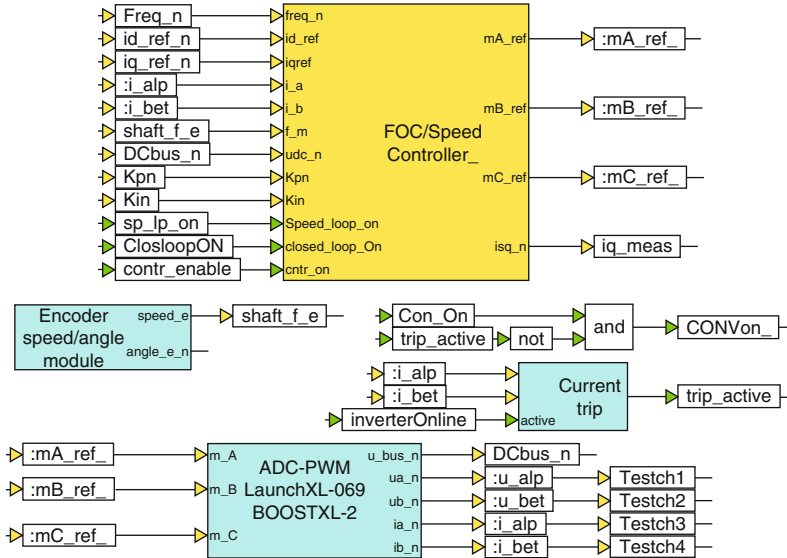 Freq_n freq_n
id_ref_n id_ref mA_ref :mA_ref_
iq_ref_n iqref
:i_alp i_a
:i_bet i_b mB_ref :mB_ref_
shaft_f_e f_m FOC/Speed
DCbus_n udc_n Controller_
Kpn Kpn mC_ref :mC_ref_
Kin Kin
sp_lp_on Speed_loop_on
ClosloopON closed_loop_On isq_n iq_meas
contr_enable cntr_on
Encoder speed_e shaft_f_e
speed/angle
module angle_e_n
Con_On and CONVon_
trip_active not
:i_alp Current
:i_bet trip trip_active
inverterOnline active
:mA_ref_ m_A ADC-PWM u_bus_n DCbus_n
ua_n :u_alp Testch1
:mB_ref_ m_B LaunchXL-069 ub_n :u_bet Testch2
BOOSTXL-2 ia_n :i_alp Testch3
:mC_ref_ m_C ib_n :i_bet Testch4